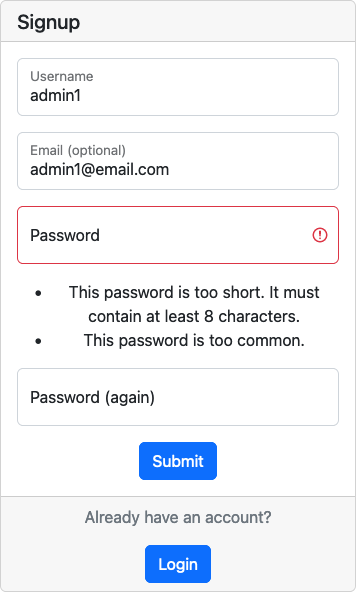 Signup
Username
admin1
Email (optional)
admin1@email.com
Password
This password is too short. It must
contain at least 8 characters.
This password is too common.
Password (again)
Submit
Already have an account?
Login